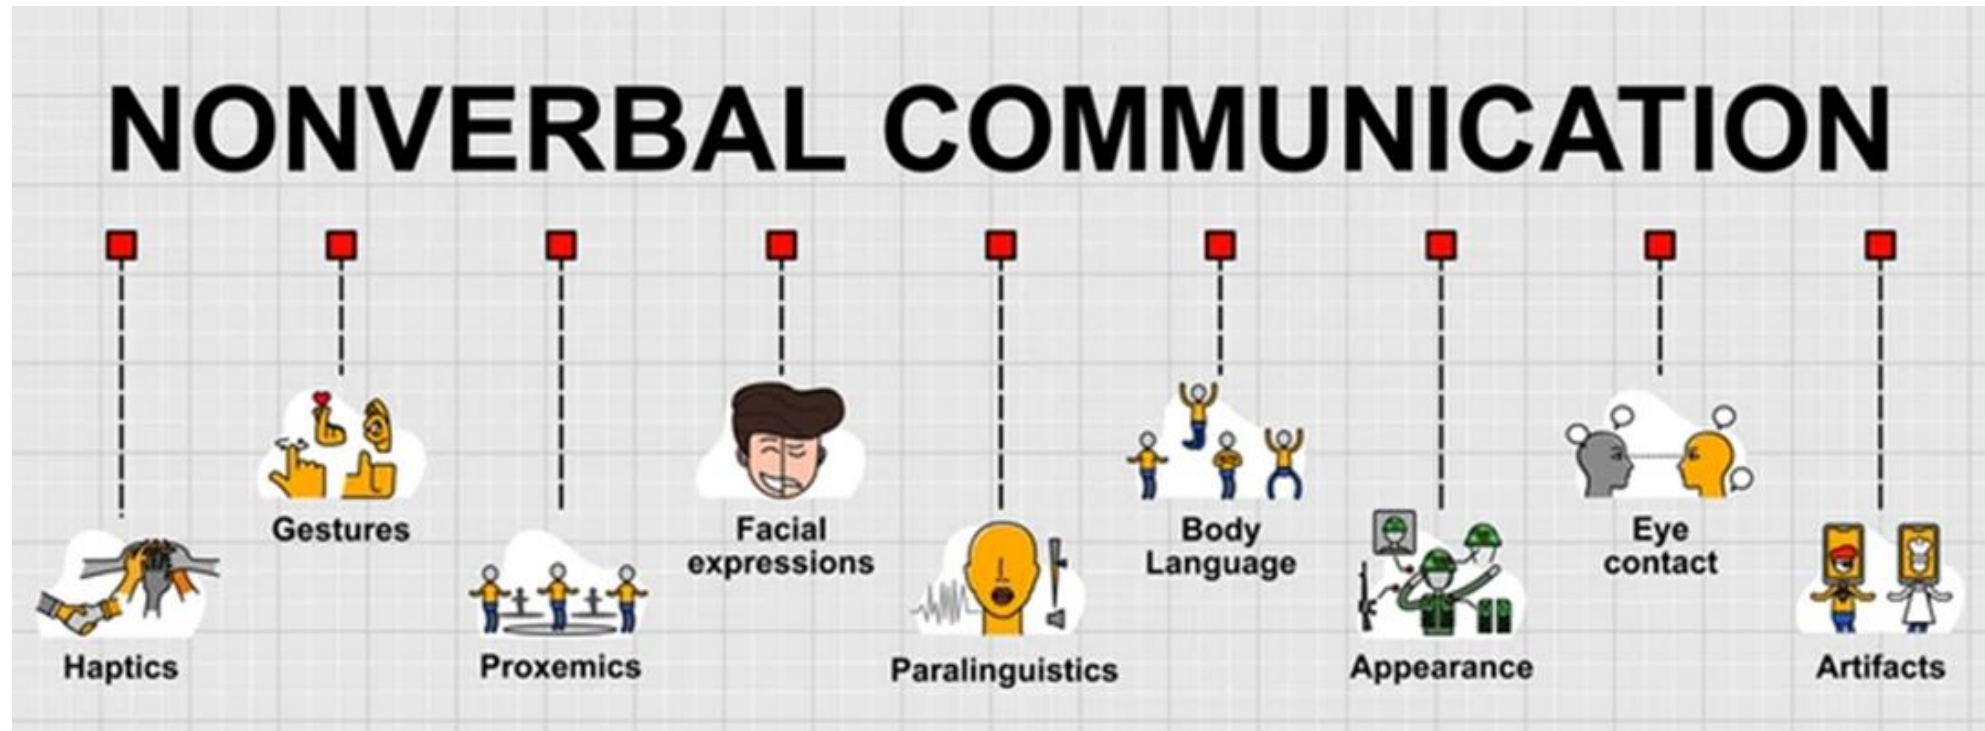 NONVERBAL COMMUNICATION
Haptics
Gestures
Proxemics
Facial
expressions
Paralinguistics
Body
Language
Appearance
Eye
contact
Artifacts